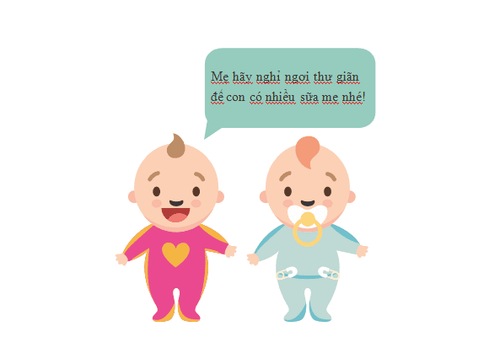 Mẹ hãy nghỉ ngơi thư giãn
để con có nhiều sữa mẹ nhé!